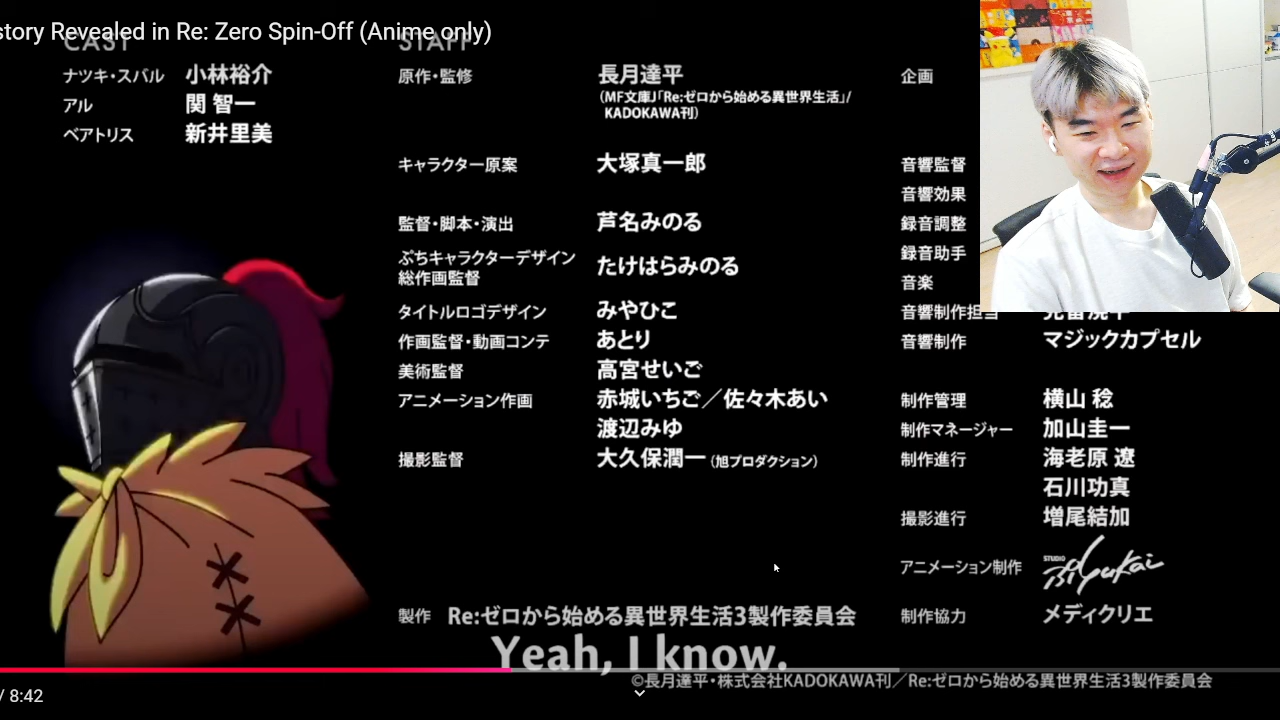 story Revealed in Re: Zero Spin-Off (Anime only)
CAST
ナツキ・スバル 小林裕介
アル 関 智一
ベアトリス 新井里美
STAFF
原作・監修 長月達平
(MF文庫J「Re:ゼロから始める異世界生活」/
KADOKAWA刊)
キャラクター原案 大塚真一郎
監督・脚本・演出 芦名みのる
ぷちキャラクターデザイン
総作画監督 たけはらみのる
タイトルロゴデザイン みやひこ
作画監督・動画コンテ あとり
美術監督 高宮せいご
アニメーション作画 赤城いちご／佐々木あい
渡辺みゆ
撮影監督 大久保潤一(旭プロダクション)
企画
音響監督
音響効果
録音調整
録音助手
音楽
音響制作担当
音響制作 マジックカプセル
制作管理 横山 稔
制作マネージャー 加山圭一
制作進行 海老原 遼
石川功真
撮影進行 増尾結加
アニメーション制作 STUDIO ぷYUKAI
制作協力 メディクリエ
製作 Re:ゼロから始める異世界生活3製作委員会
Yeah, I know.
©長月達平・株式会社KADOKAWA刊／Re:ゼロから始める異世界生活3製作委員会
/ 8:42